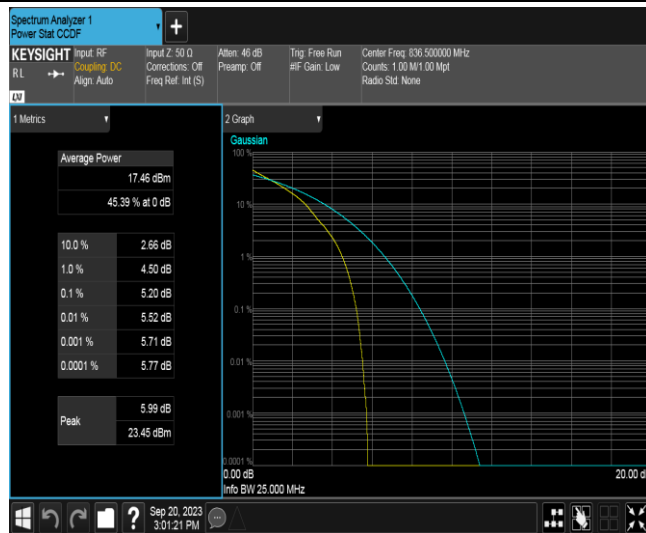 Spectrum Analyzer 1
Power Stat CCDF
KEYSIGHT
RL
Input: RF
Coupling: DC
Align: Auto
Input Z: 50 Ω
Corrections: Off
Freq Ref: Int (S)
Atten: 46 dB
Preamp: Off
Trig: Free Run
#IF Gain: Low
Center Freq: 836.500000 MHz
Counts: 1.00 M/1.00 Mpt
Radio Std: None
1 Metrics
Average Power
17.46 dBm
45.39 % at 0 dB
10.0 % 2.66 dB
1.0 % 4.50 dB
0.1 % 5.20 dB
0.01 % 5.52 dB
0.001 % 5.71 dB
0.0001 % 5.77 dB
Peak
5.99 dB
23.45 dBm
2 Graph
Gaussian
100 %
10 %
1 %
0.1 %
0.01 %
0.001 %
0.0001 %
0.00 dB 20.00 d
Info BW 25.000 MHz
?
Sep 20, 2023
3:01:21 PM